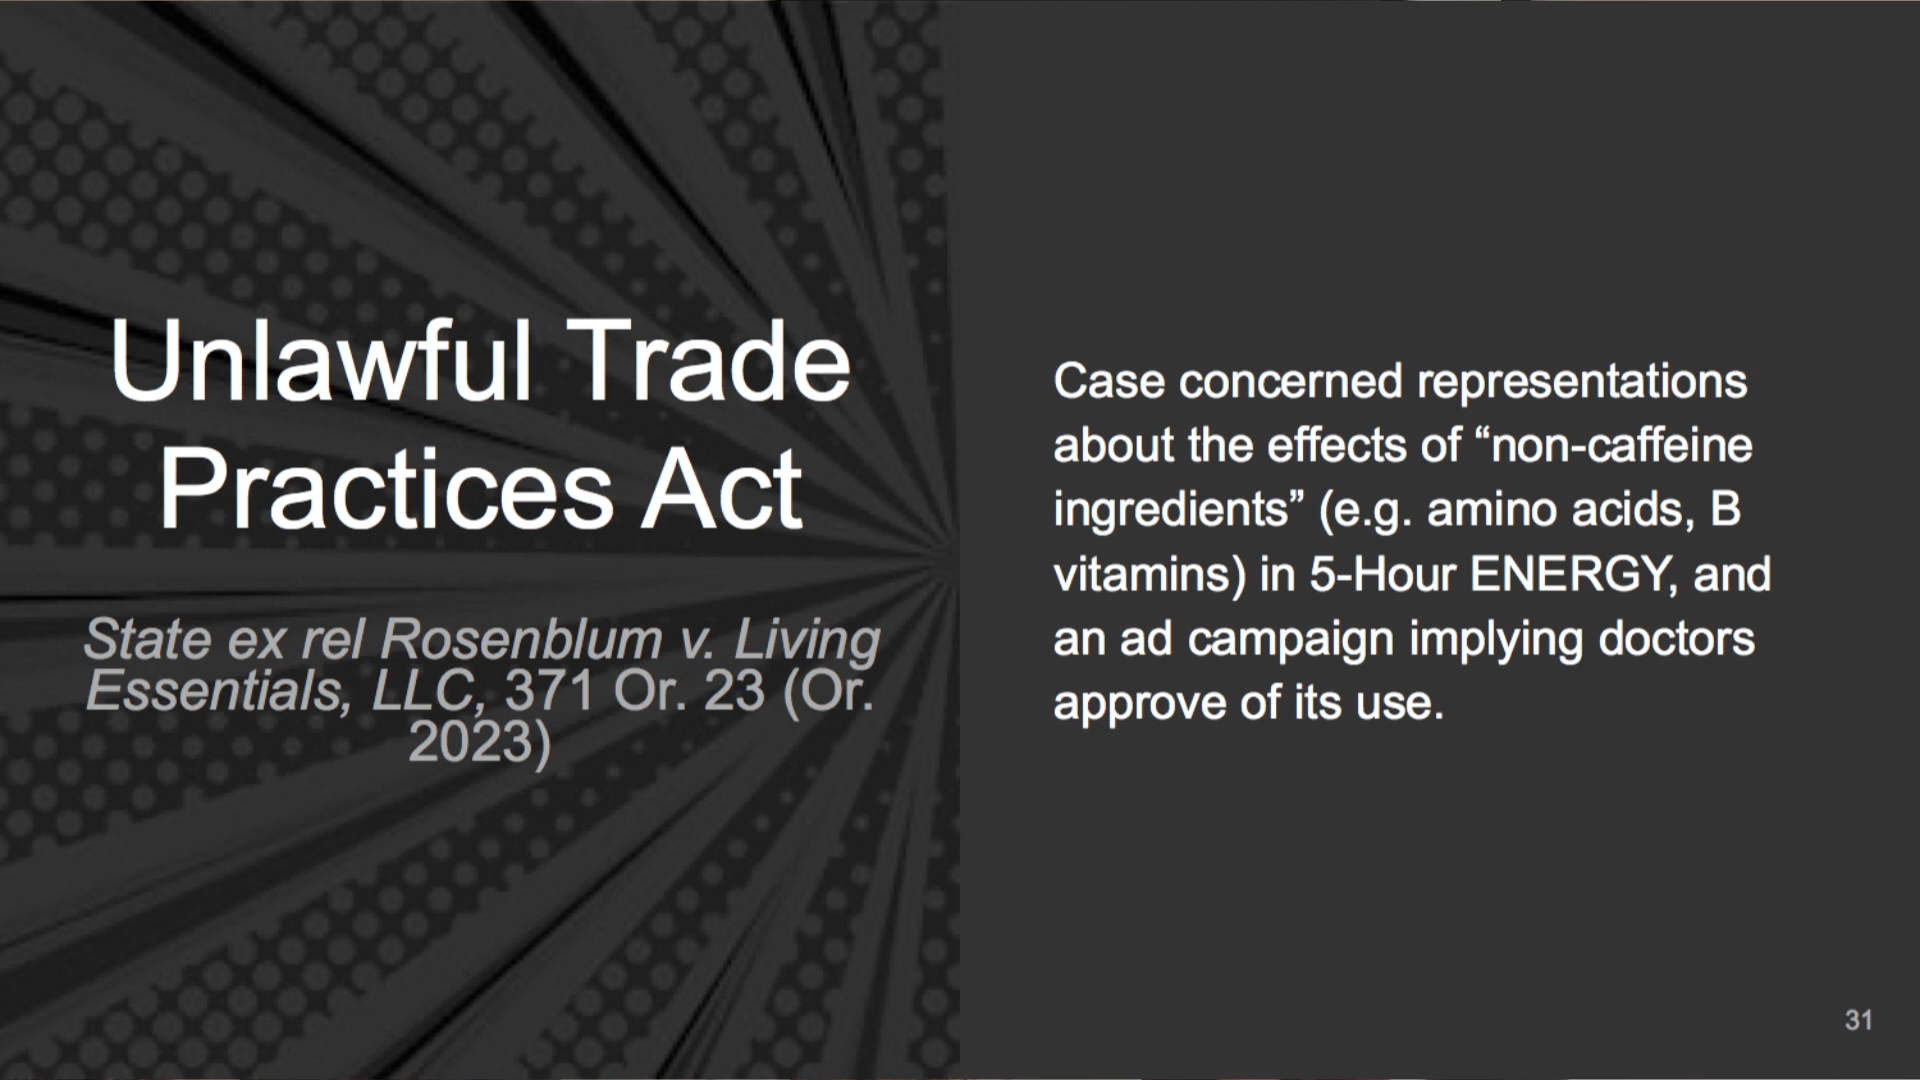 Unlawful Trade
Practices Act
State ex rel Rosenblum v. Living
Essentials, LLC, 371 Or. 23 (Or.
2023)
Case concerned representations
about the effects of “non-caffeine
ingredients” (e.g. amino acids, B
vitamins) in 5-Hour ENERGY, and
an ad campaign implying doctors
approve of its use.
31